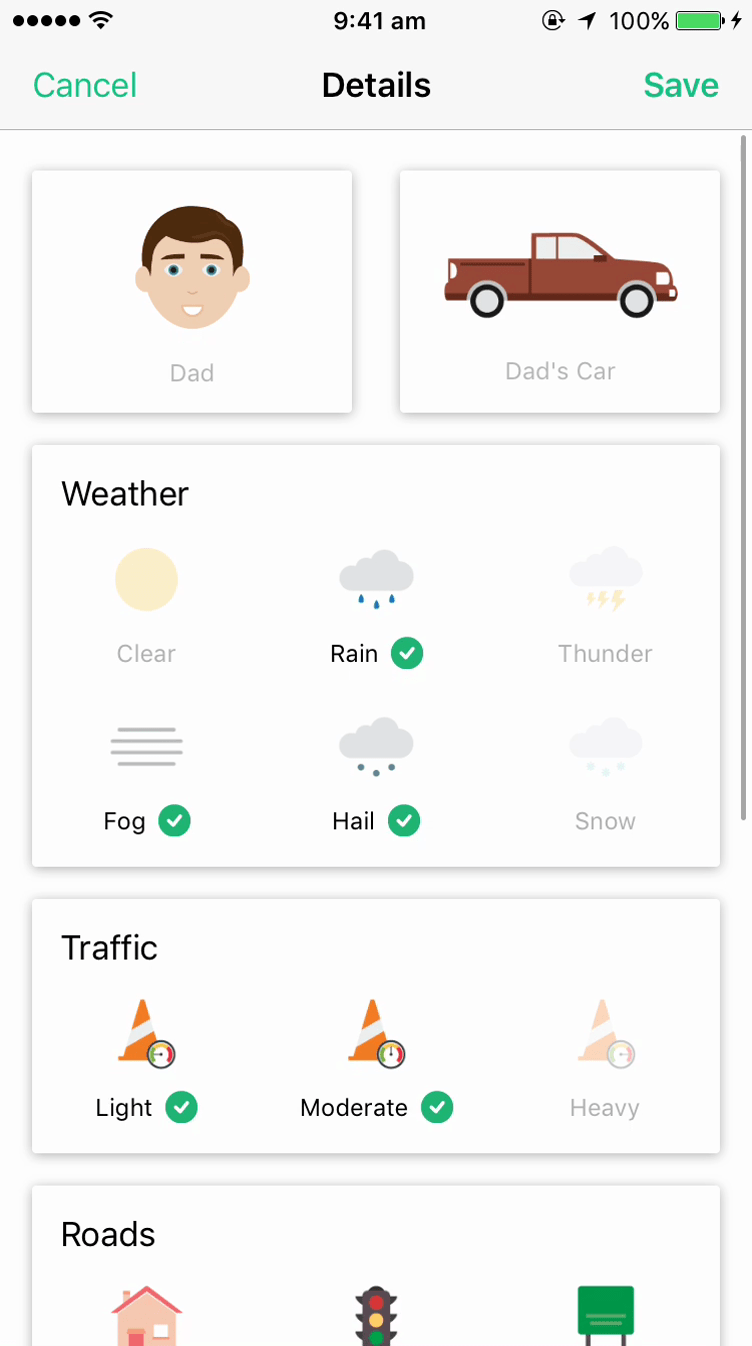 9:41 am 100%
Cancel Details Save
Dad Dad's Car
Weather
Clear Rain Thunder
Fog Hail Snow
Traffic
Light Moderate Heavy
Roads